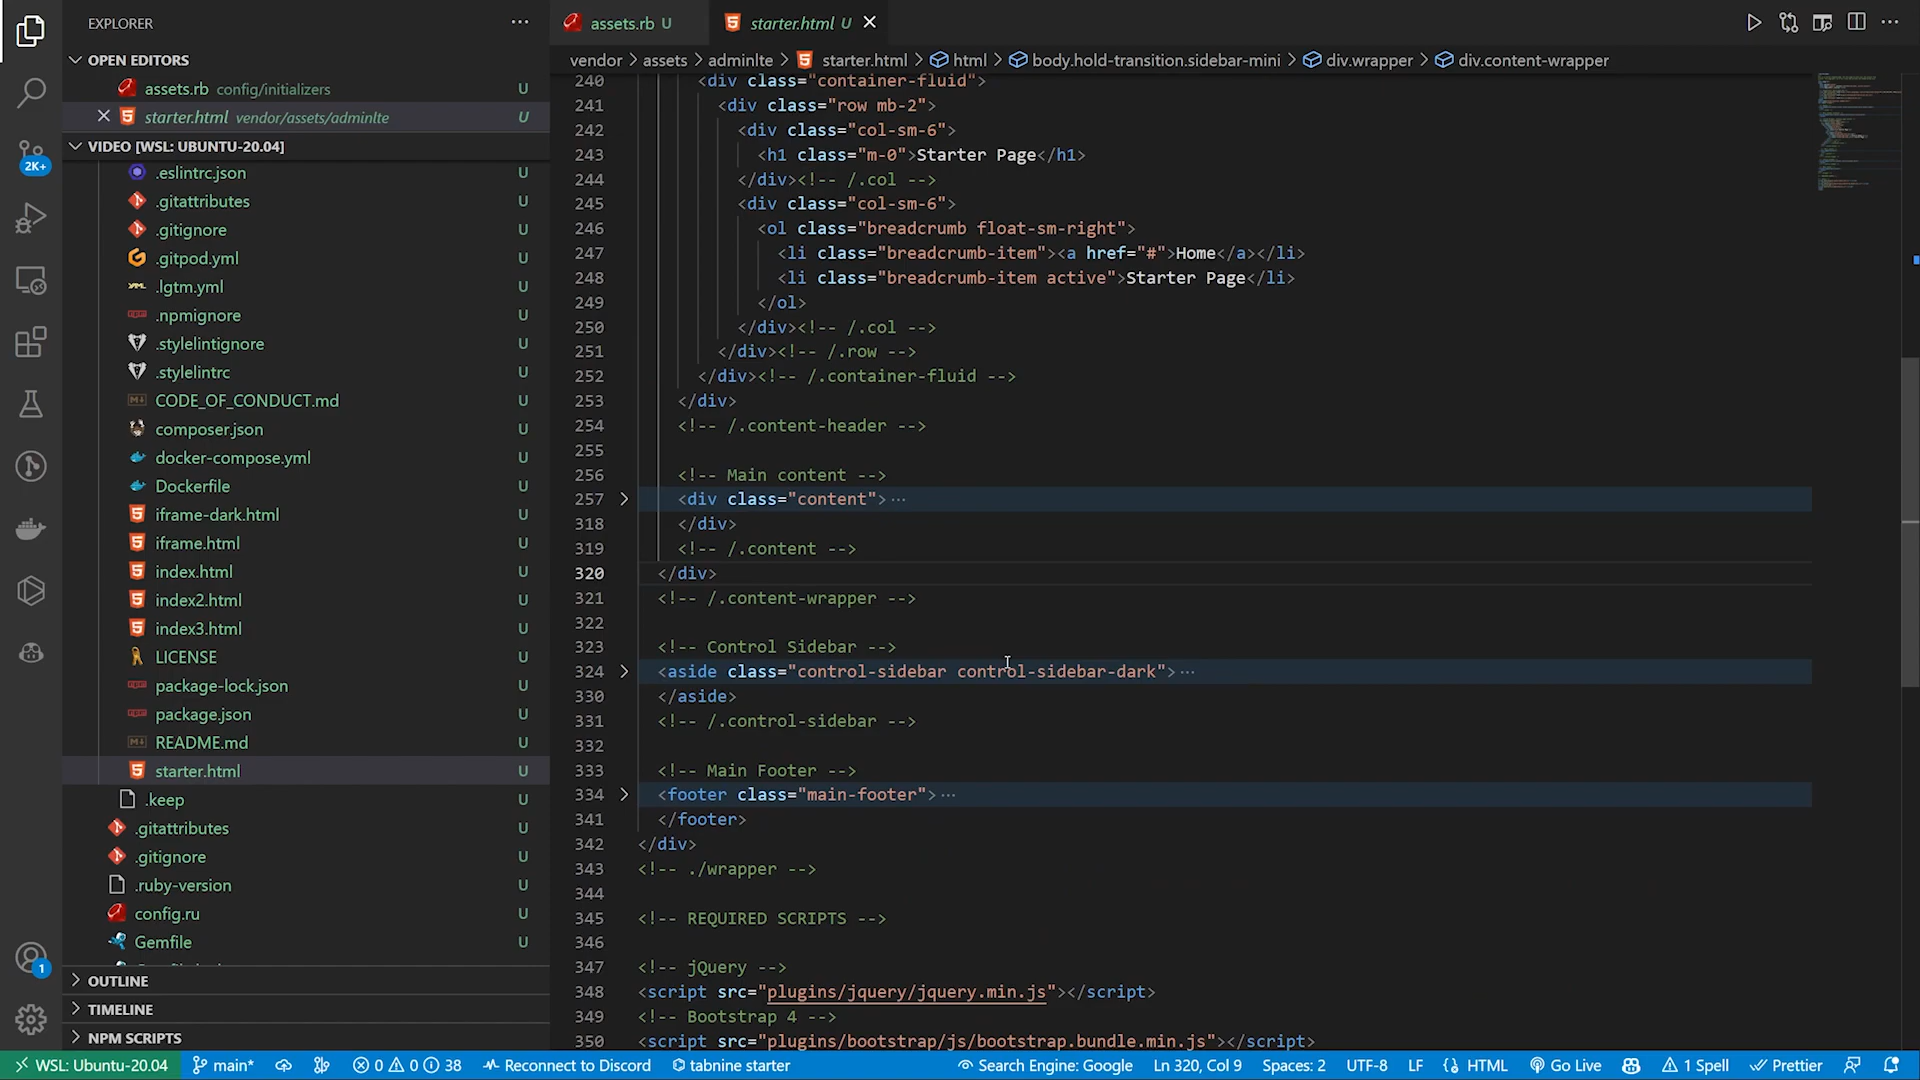 EXPLORER
OPEN EDITORS
assets.rb config/initializers U
starter.html vendor/assets/adminlte U
VIDEO [WSL: UBUNTU-20.04]
.eslintrc.json U
.gitattributes U
.gitignore U
.gitpod.yml U
.lgtm.yml U
.npmignore U
.stylelintignore U
.stylelintrc U
CODE_OF_CONDUCT.md U
composer.json U
docker-compose.yml U
Dockerfile U
iframe-dark.html U
iframe.html U
index.html U
index2.html U
index3.html U
LICENSE U
package-lock.json U
package.json U
README.md U
starter.html U
.keep U
.gitattributes U
.gitignore U
.ruby-version U
config.ru U
Gemfile U
OUTLINE
TIMELINE
NPM SCRIPTS
2K+
1
assets.rb U
starter.html U
vendor > assets > adminlte > starter.html > html > body.hold-transition.sidebar-mini > div.wrapper > div.content-wrapper
240 <div class="container-fluid">
241 <div class="row mb-2">
242 <div class="col-sm-6">
243 <h1 class="m-0">Starter Page</h1>
244 </div><!-- /.col -->
245 <div class="col-sm-6">
246 <ol class="breadcrumb float-sm-right">
247 <li class="breadcrumb-item"><a href="#">Home</a></li>
248 <li class="breadcrumb-item active">Starter Page</li>
249 </ol>
250 </div><!-- /.col -->
251 </div><!-- /.row -->
252 </div><!-- /.container-fluid -->
253 </div>
254 <!-- /.content-header -->
255
256 <!-- Main content -->
257 <div class="content"> ···
318 </div>
319 <!-- /.content -->
320 </div>
321 <!-- /.content-wrapper -->
322
323 <!-- Control Sidebar -->
324 <aside class="control-sidebar control-sidebar-dark"> ···
330 </aside>
331 <!-- /.control-sidebar -->
332
333 <!-- Main Footer -->
334 <footer class="main-footer"> ···
341 </footer>
342 </div>
343 <!-- ./wrapper -->
344
345 <!-- REQUIRED SCRIPTS -->
346
347 <!-- jQuery -->
348 <script src="plugins/jquery/jquery.min.js"></script>
349 <!-- Bootstrap 4 -->
350 <script src="plugins/bootstrap/js/bootstrap.bundle.min.js"></script>
WSL: Ubuntu-20.04 main* 0 0 38 Reconnect to Discord tabnine starter Search Engine: Google Ln 320, Col 9 Spaces: 2 UTF-8 LF {} HTML Go Live 1 Spell Prettier